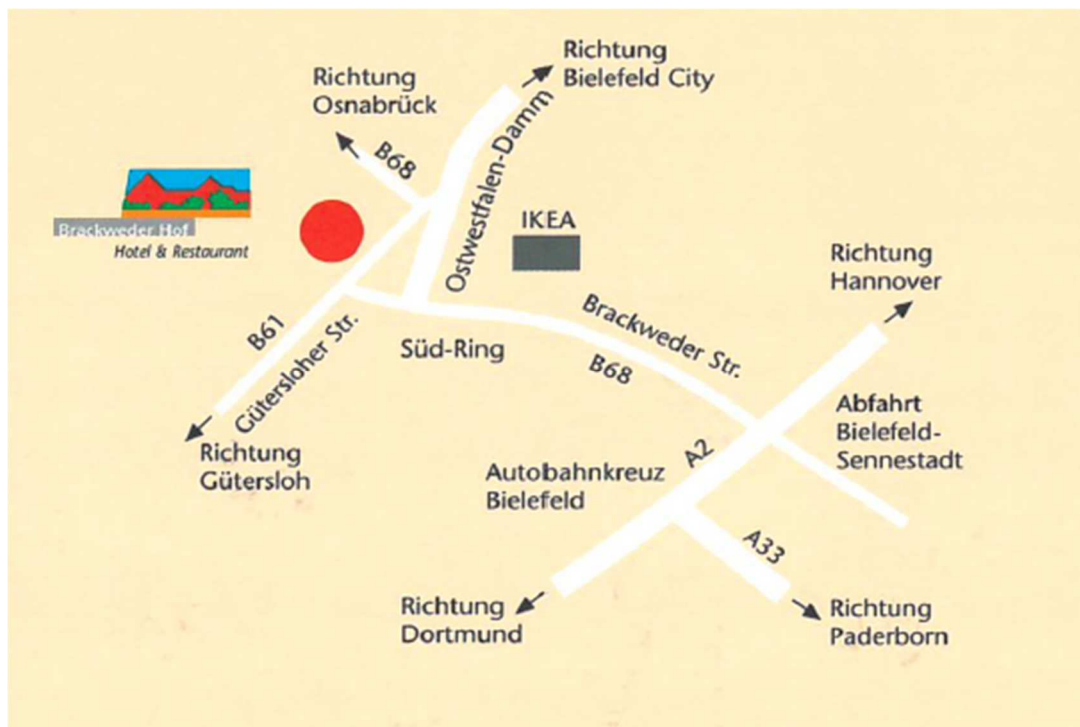 Richtung
Bielefeld City
Richtung
Osnabrück
B68
Ostwestfalen-Damm
IKEA
Brackweder Hof
Hotel & Restaurant
Richtung
Hannover
B61
Gütersloher Str.
Süd-Ring
Brackweder Str.
B68
Richtung
Gütersloh
Abfahrt
Bielefeld-
Sennestadt
A2
Autobahnkreuz
Bielefeld
A33
Richtung
Dortmund
Richtung
Paderborn